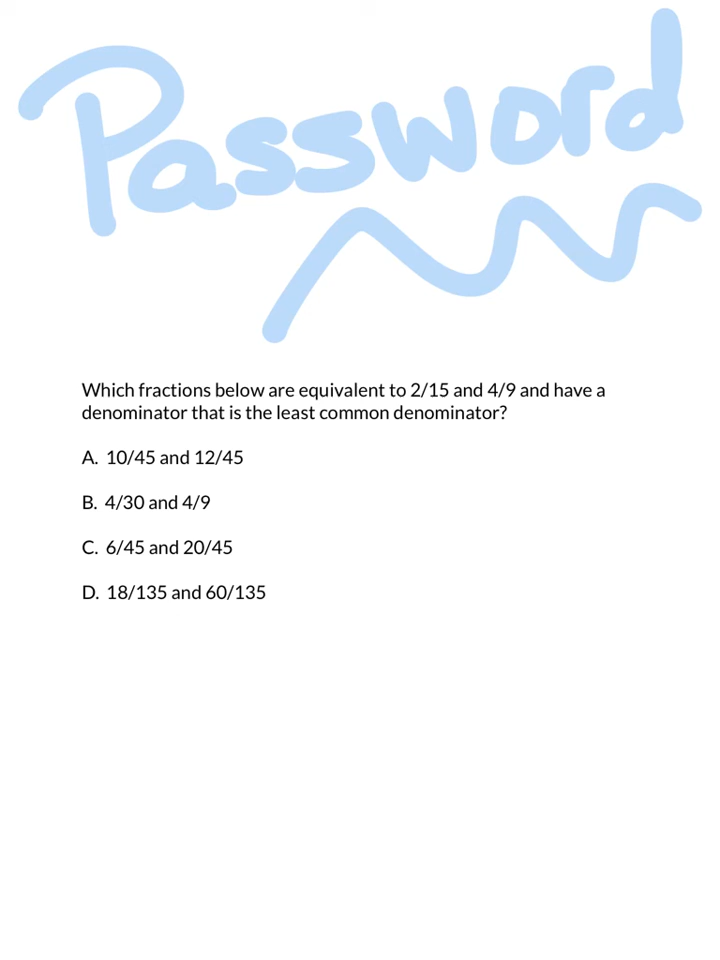 Password
Which fractions below are equivalent to 2/15 and 4/9 and have a
denominator that is the least common denominator?
A. 10/45 and 12/45
B. 4/30 and 4/9
C. 6/45 and 20/45
D. 18/135 and 60/135